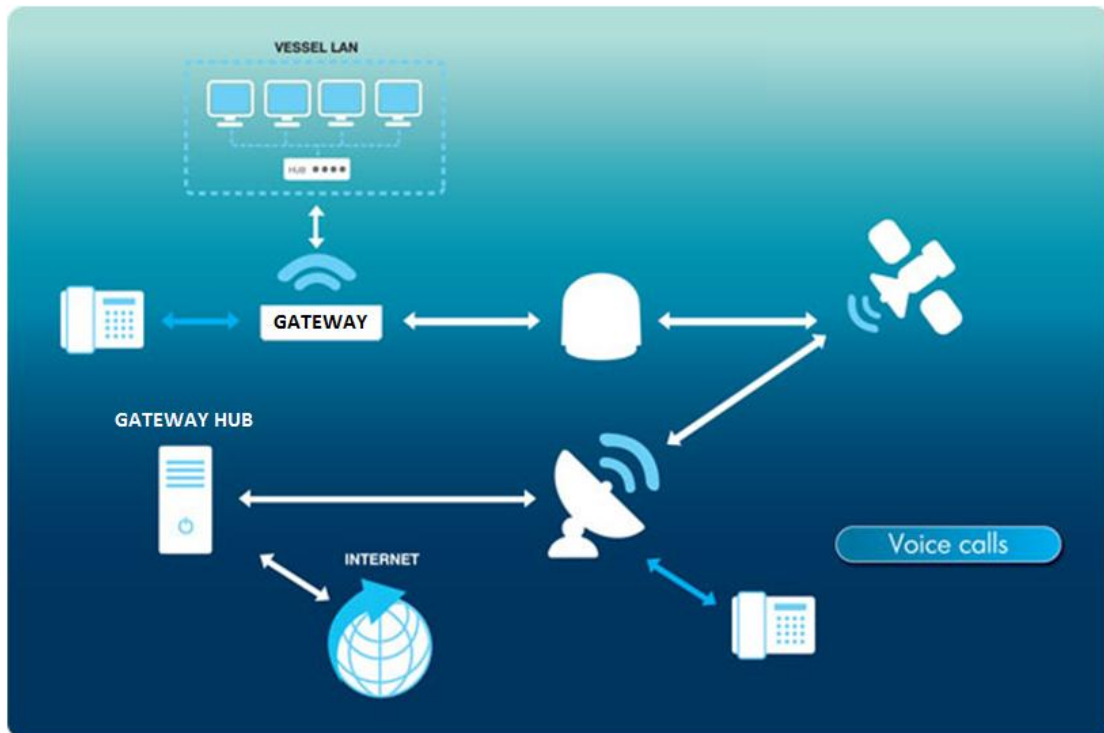 VESSEL LAN
HUB
GATEWAY
GATEWAY HUB
INTERNET
Voice calls